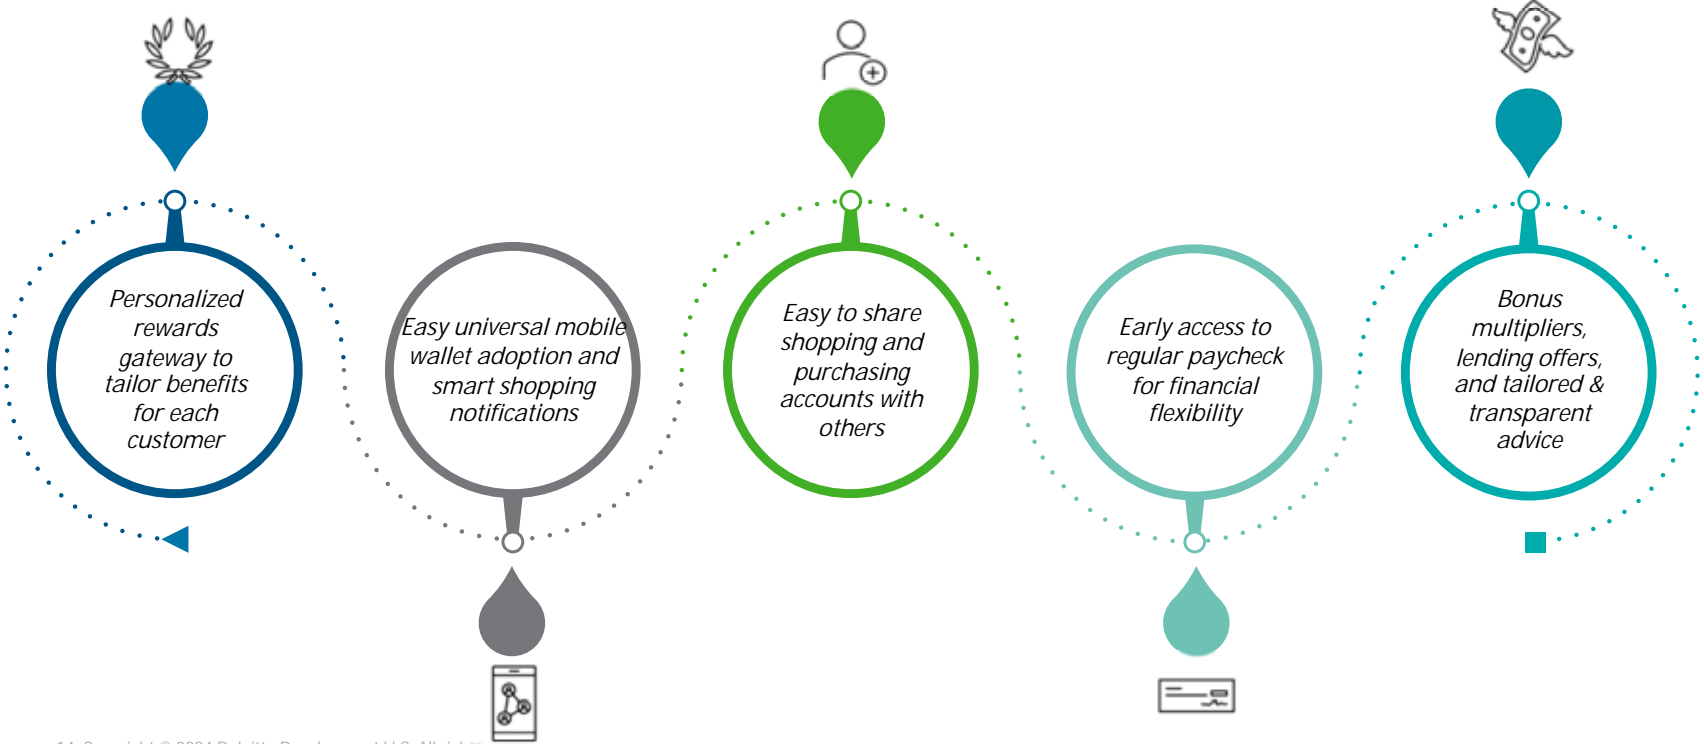 Personalized
rewards
gateway to
tailor benefits
for each
customer
Easy universal mobile
wallet adoption and
smart shopping
notifications
Easy to share
shopping and
purchasing
accounts with
others
Early access to
regular paycheck
for financial
flexibility
Bonus
multipliers,
lending offers,
and tailored &
transparent
advice